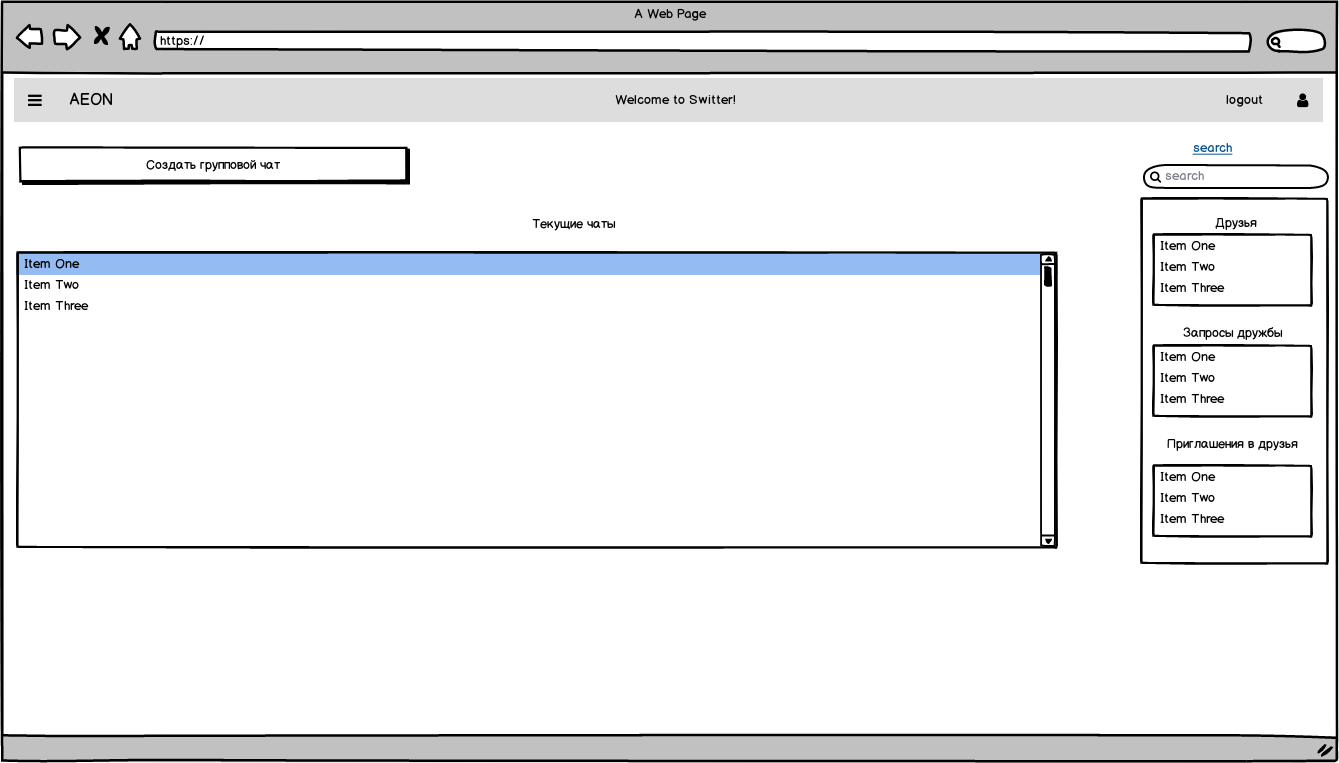 A Web Page
https://
AEON
Welcome to Switter!
logout
Создать групповой чат
Текущие чаты
Item One
Item Two
Item Three
search
search
Друзья
Item One
Item Two
Item Three
Запросы дружбы
Item One
Item Two
Item Three
Приглашения в друзья
Item One
Item Two
Item Three